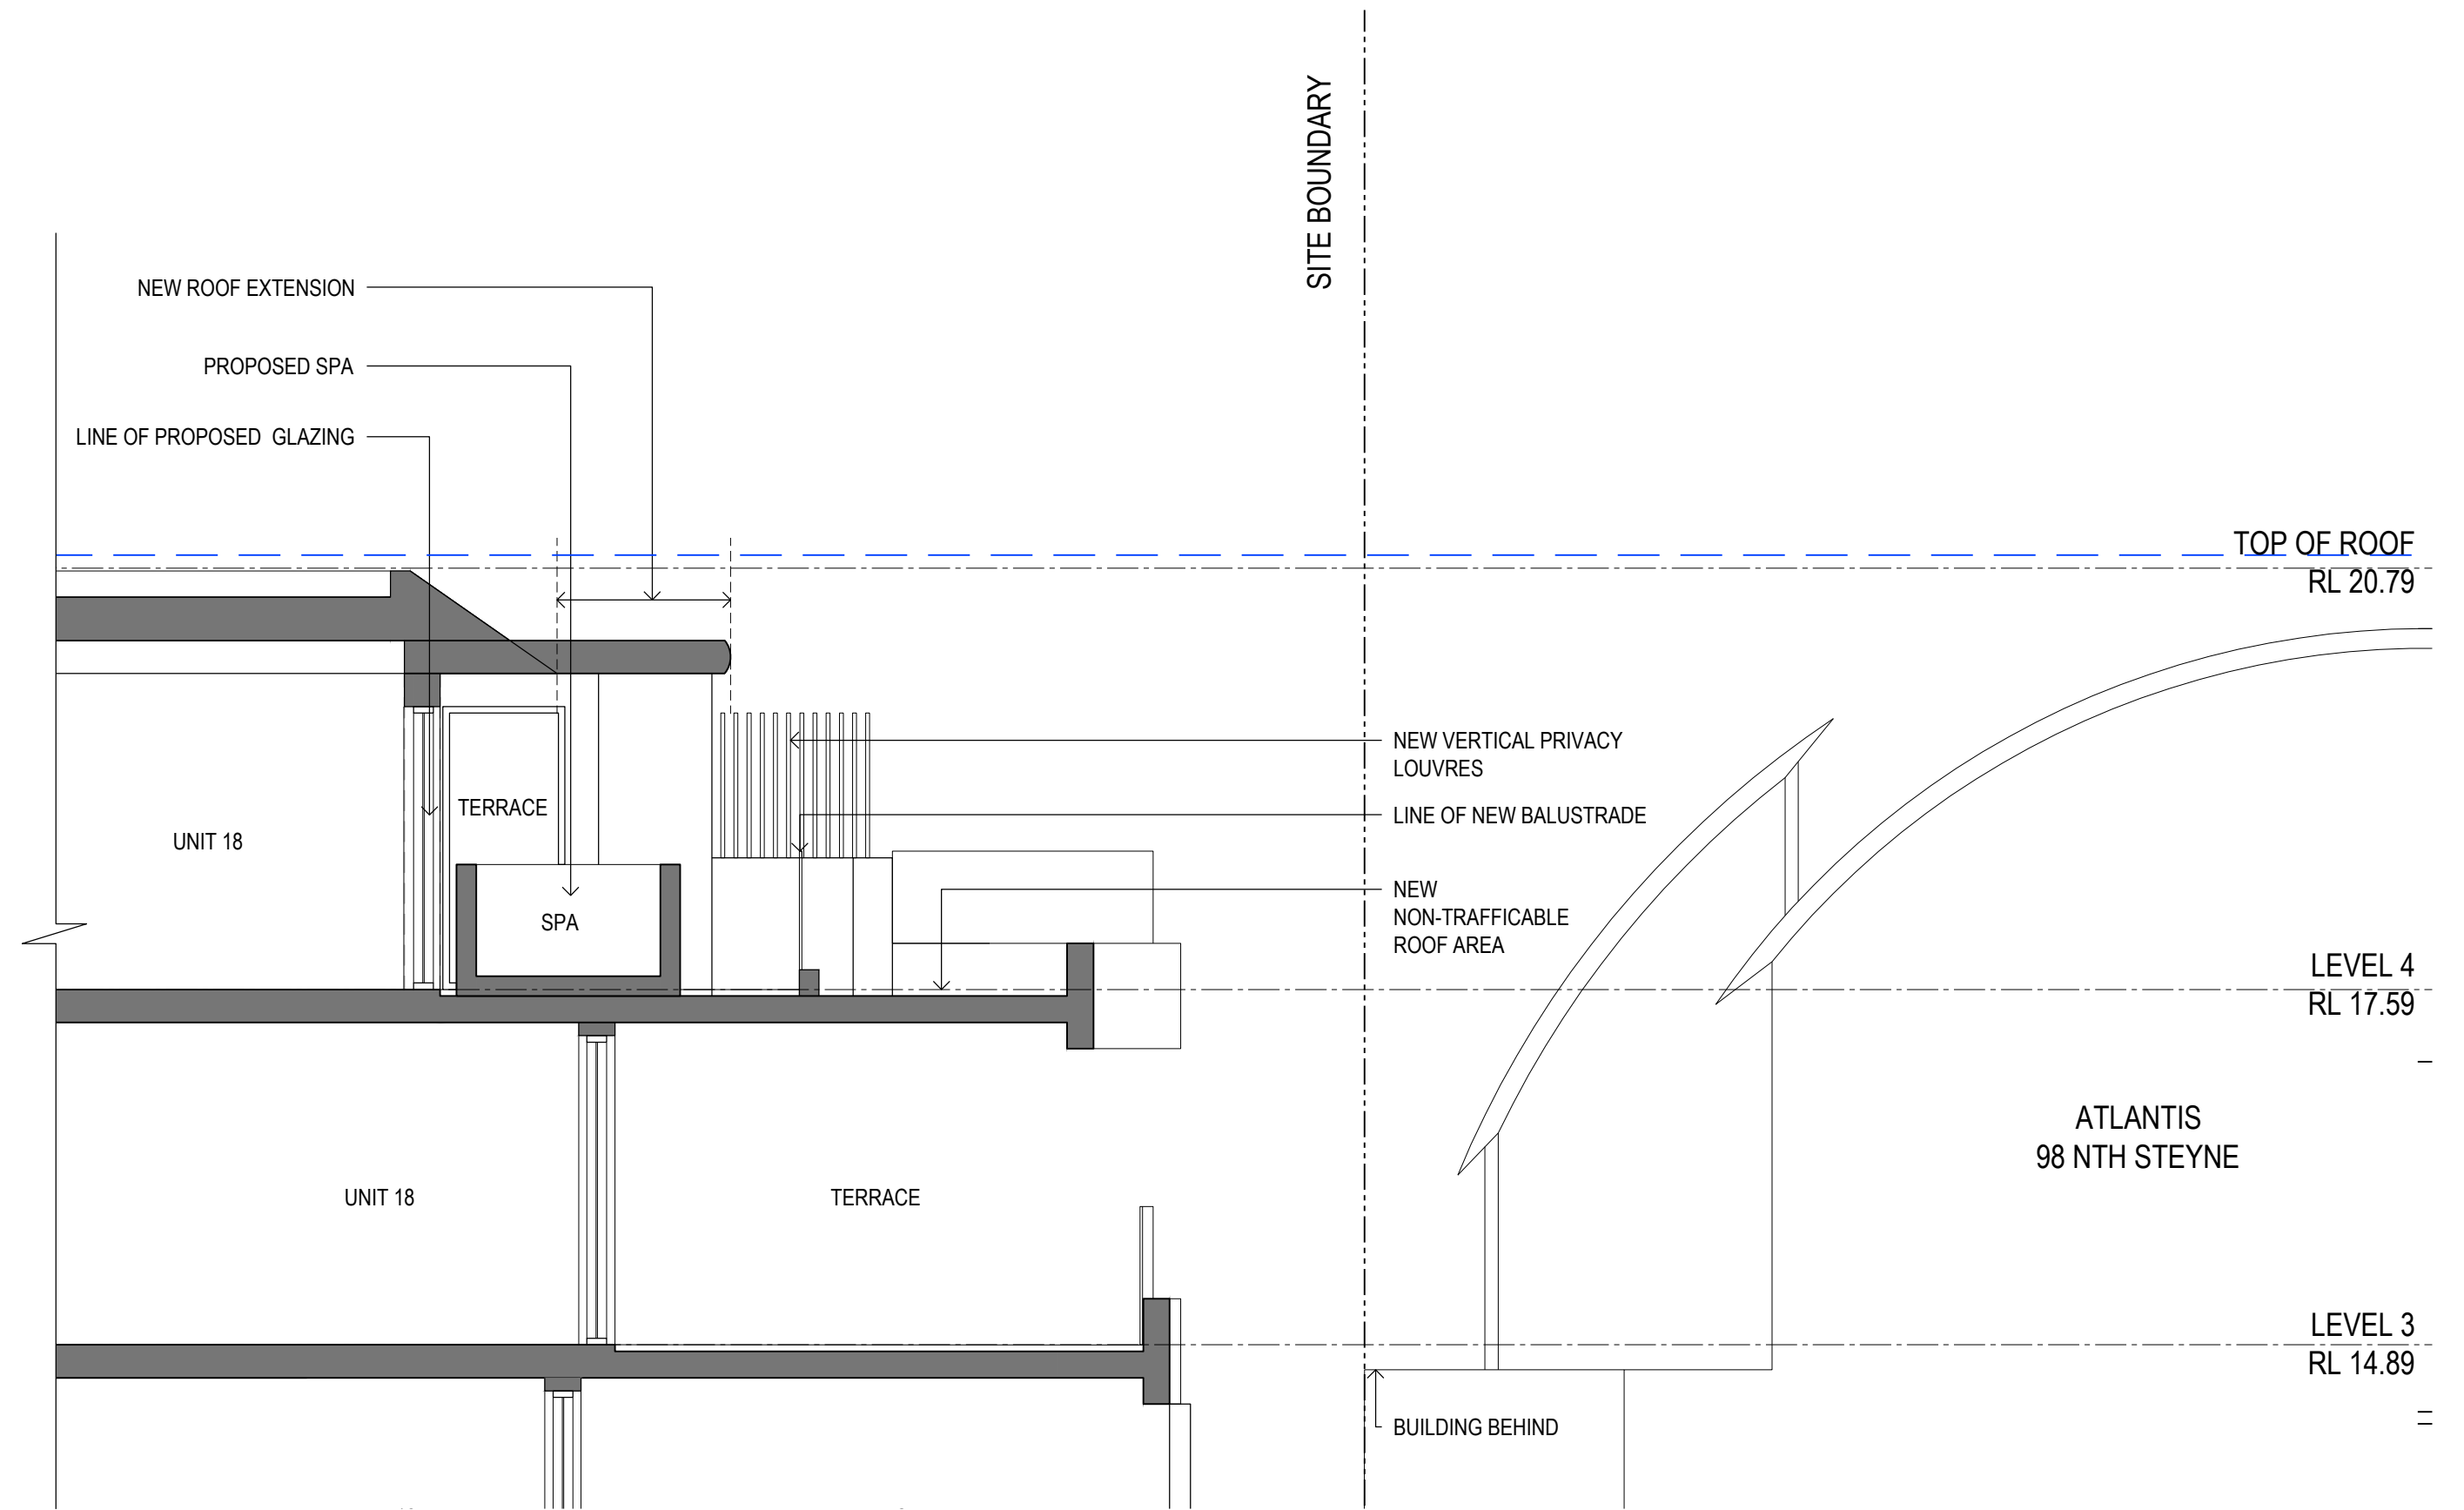 SITE BOUNDARY
NEW ROOF EXTENSION
PROPOSED SPA
LINE OF PROPOSED GLAZING
TOP OF ROOF
RL 20.79
NEW VERTICAL PRIVACY
LOUVRES
TERRACE
LINE OF NEW BALUSTRADE
UNIT 18
NEW
NON-TRAFFICABLE
ROOF AREA
SPA
LEVEL 4
RL 17.59
ATLANTIS
98 NTH STEYNE
UNIT 18
TERRACE
LEVEL 3
RL 14.89
BUILDING BEHIND